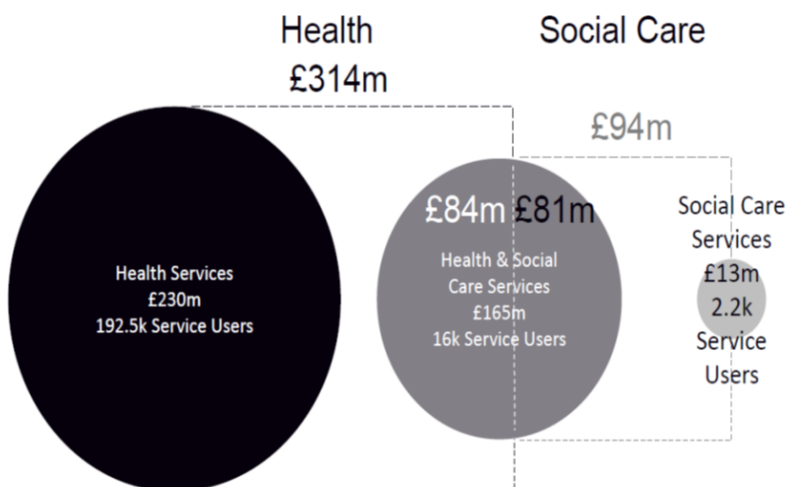 Health
£314m
Social Care
£94m
Health Services
£230m
192.5k Service Users
£84m
£81m
Health & Social
Care Services
£165m
16k Service Users
Social Care
Services
£13m
2.2k
Service
Users